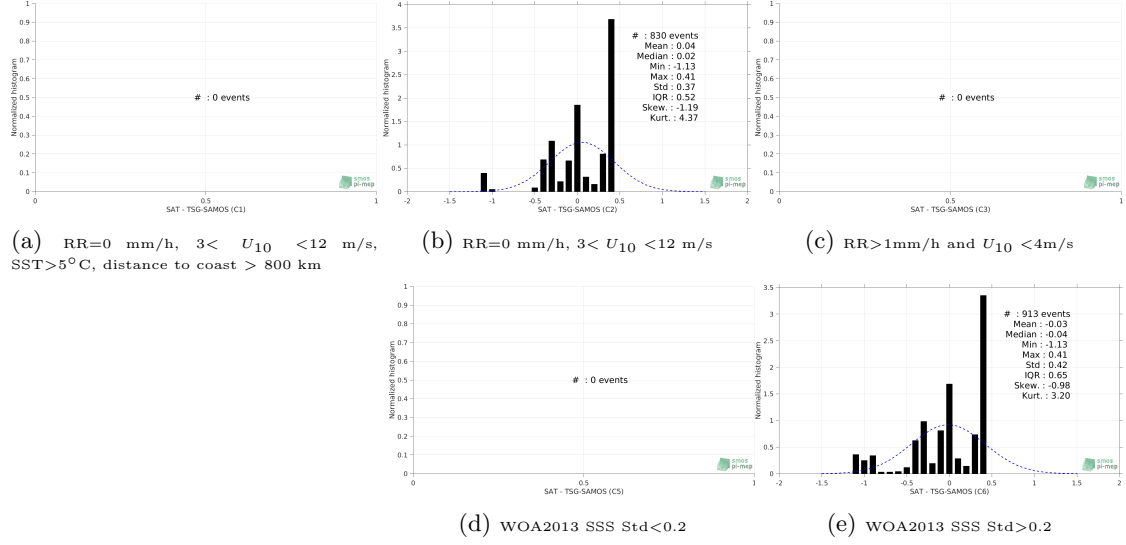 1
0.9
0.8
0.7
0.6
0.5
0.4
0.3
0.2
0.1
0
0
0.5
1
Normalized histogram
# : 0 events
smos
pi-mep
SAT - TSG-SAMOS (C1)
4
3.5
3
2.5
2
1.5
1
0.5
0
-2
-1.5
-1
-0.5
0
0.5
1
1.5
2
Normalized histogram
# : 830 events
Mean : 0.04
Median : 0.02
Min : -1.13
Max : 0.41
Std : 0.37
IQR : 0.52
Skew. : -1.19
Kurt. : 4.37
smos
pi-mep
SAT - TSG-SAMOS (C2)
1
0.9
0.8
0.7
0.6
0.5
0.4
0.3
0.2
0.1
0
0
0.5
1
Normalized histogram
# : 0 events
smos
pi-mep
SAT - TSG-SAMOS (C3)
(a) RR=0 mm/h, 3< U10 <12 m/s,
SST>5°C, distance to coast > 800 km
(b) RR=0 mm/h, 3< U10 <12 m/s
(c) RR>1mm/h and U10 <4m/s
1
0.9
0.8
0.7
0.6
0.5
0.4
0.3
0.2
0.1
0
0
0.5
1
Normalized histogram
# : 0 events
smos
pi-mep
SAT - TSG-SAMOS (C5)
3.5
3
2.5
2
1.5
1
0.5
0
-2
-1.5
-1
-0.5
0
0.5
1
1.5
2
Normalized histogram
# : 913 events
Mean : -0.03
Median : -0.04
Min : -1.13
Max : 0.41
Std : 0.42
IQR : 0.65
Skew. : -0.98
Kurt. : 3.20
smos
pi-mep
SAT - TSG-SAMOS (C6)
(d) WOA2013 SSS Std<0.2
(e) WOA2013 SSS Std>0.2